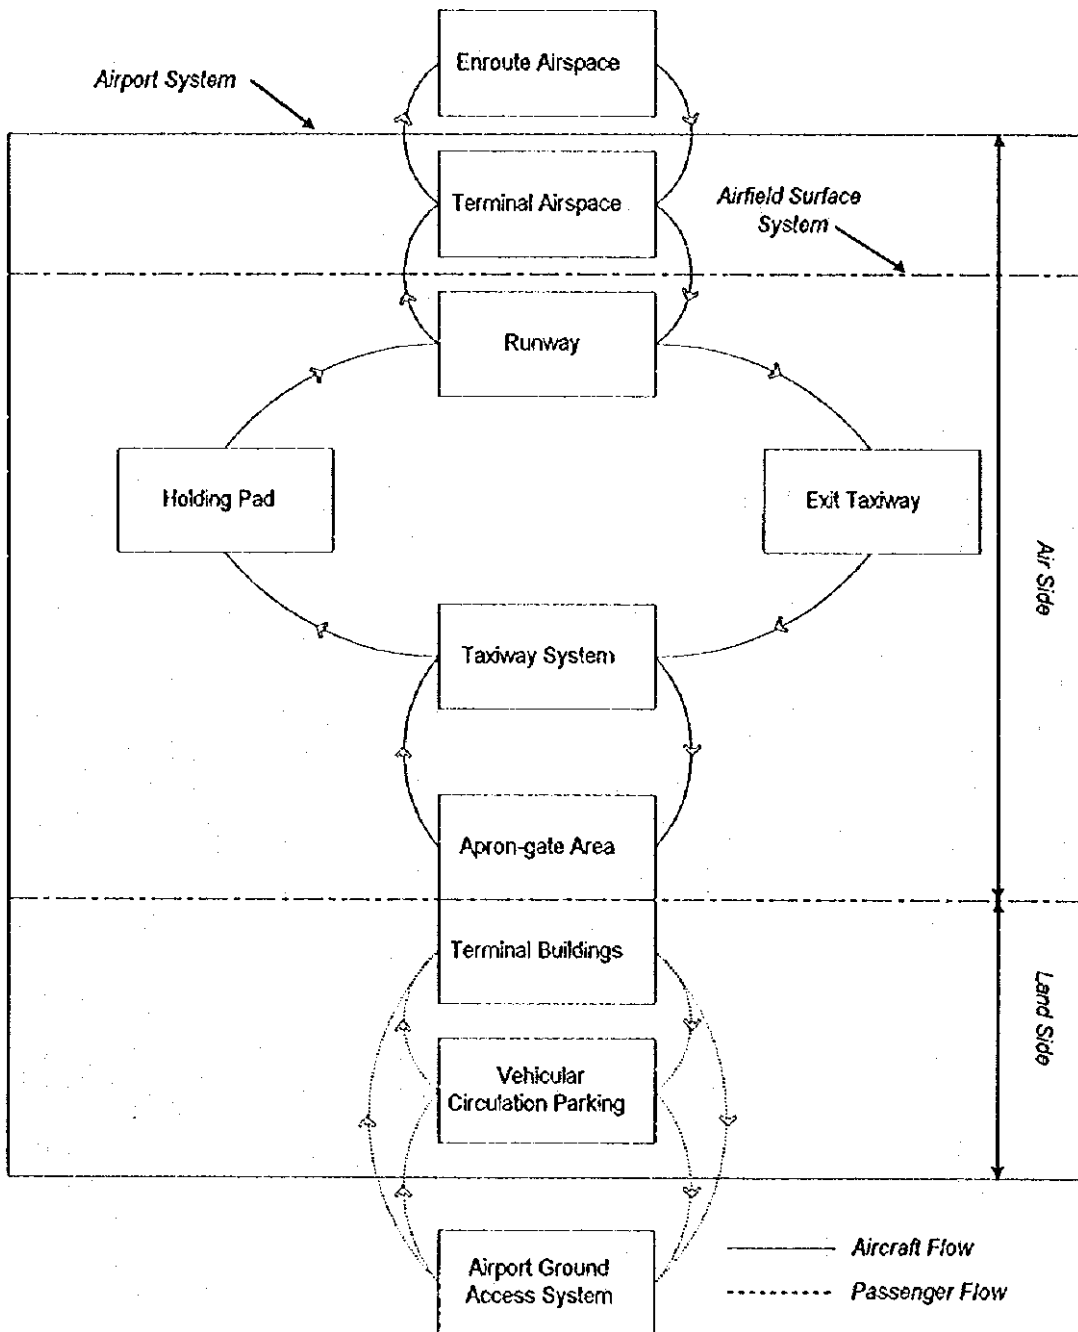 Enroute Airspace
Airport System
Terminal Airspace
Airfield Surface
System
Runway
Holding Pad
Exit Taxiway
Air Side
Taxiway System
Apron-gate Area
Terminal Buildings
Land Side
Vehicular
Circulation Parking
Airport Ground
Access System
Aircraft Flow
Passenger Flow